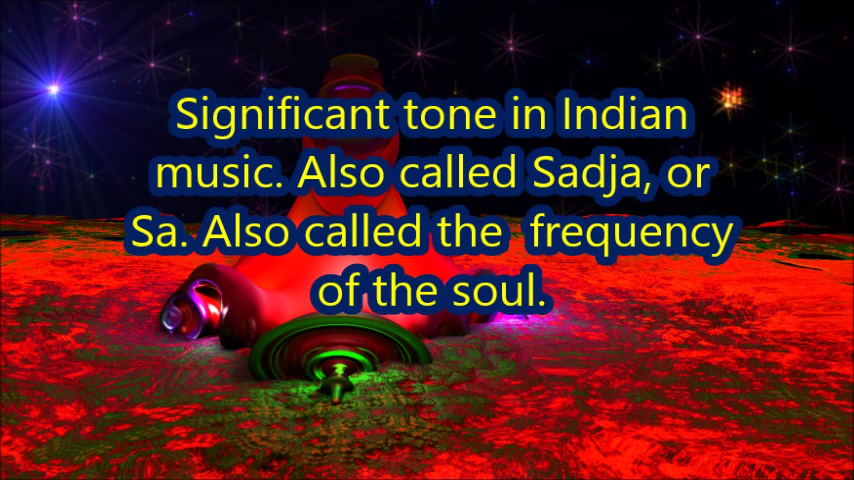 Significant tone in Indian
music. Also called Sadja, or
Sa. Also called the  frequency
of the soul.